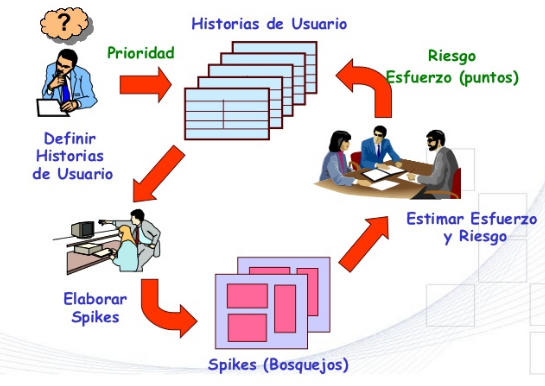 ?
Historias de Usuario
Prioridad
Riesgo
Esfuerzo (puntos)
Definir
Historias
de Usuario
Estimar Esfuerzo
y Riesgo
Elaborar
Spikes
Spikes (Bosquejos)